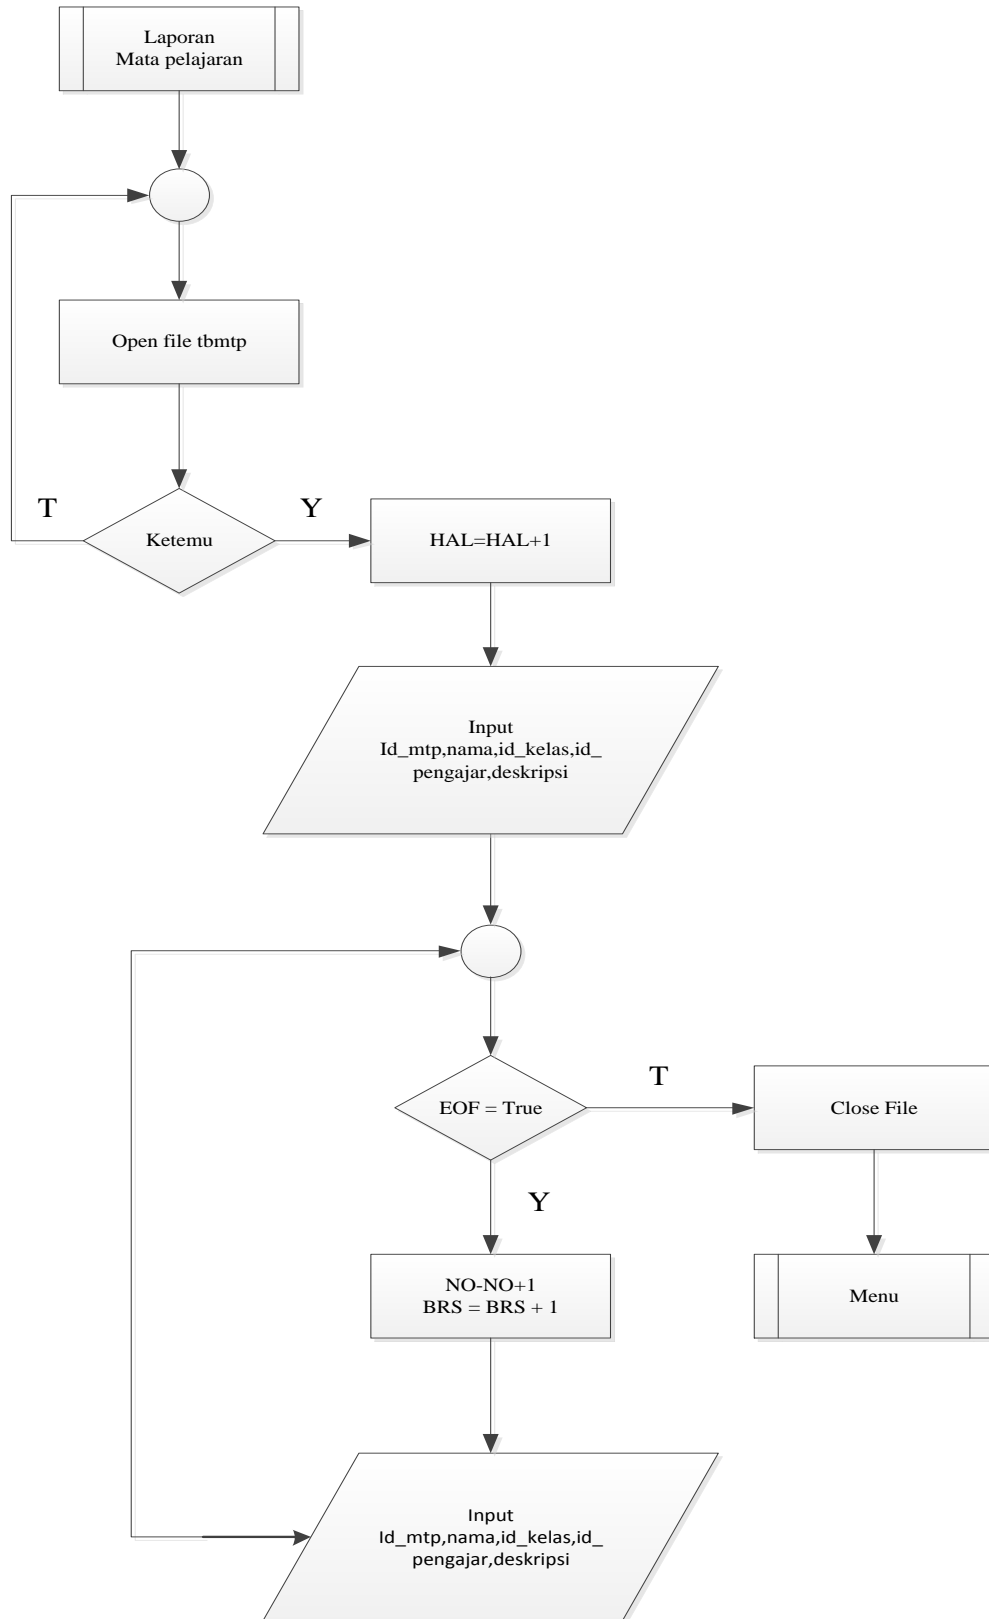 Laporan
Mata pelajaran
Open file tbmtp
T
Ketemu
Y
HAL=HAL+1
Input
Id_mtp,nama,id_kelas,id_
pengajar,deskripsi
EOF = True
T
Close File
Y
NO-NO+1
BRS = BRS + 1
Menu
Input
Id_mtp,nama,id_kelas,id_
pengajar,deskripsi